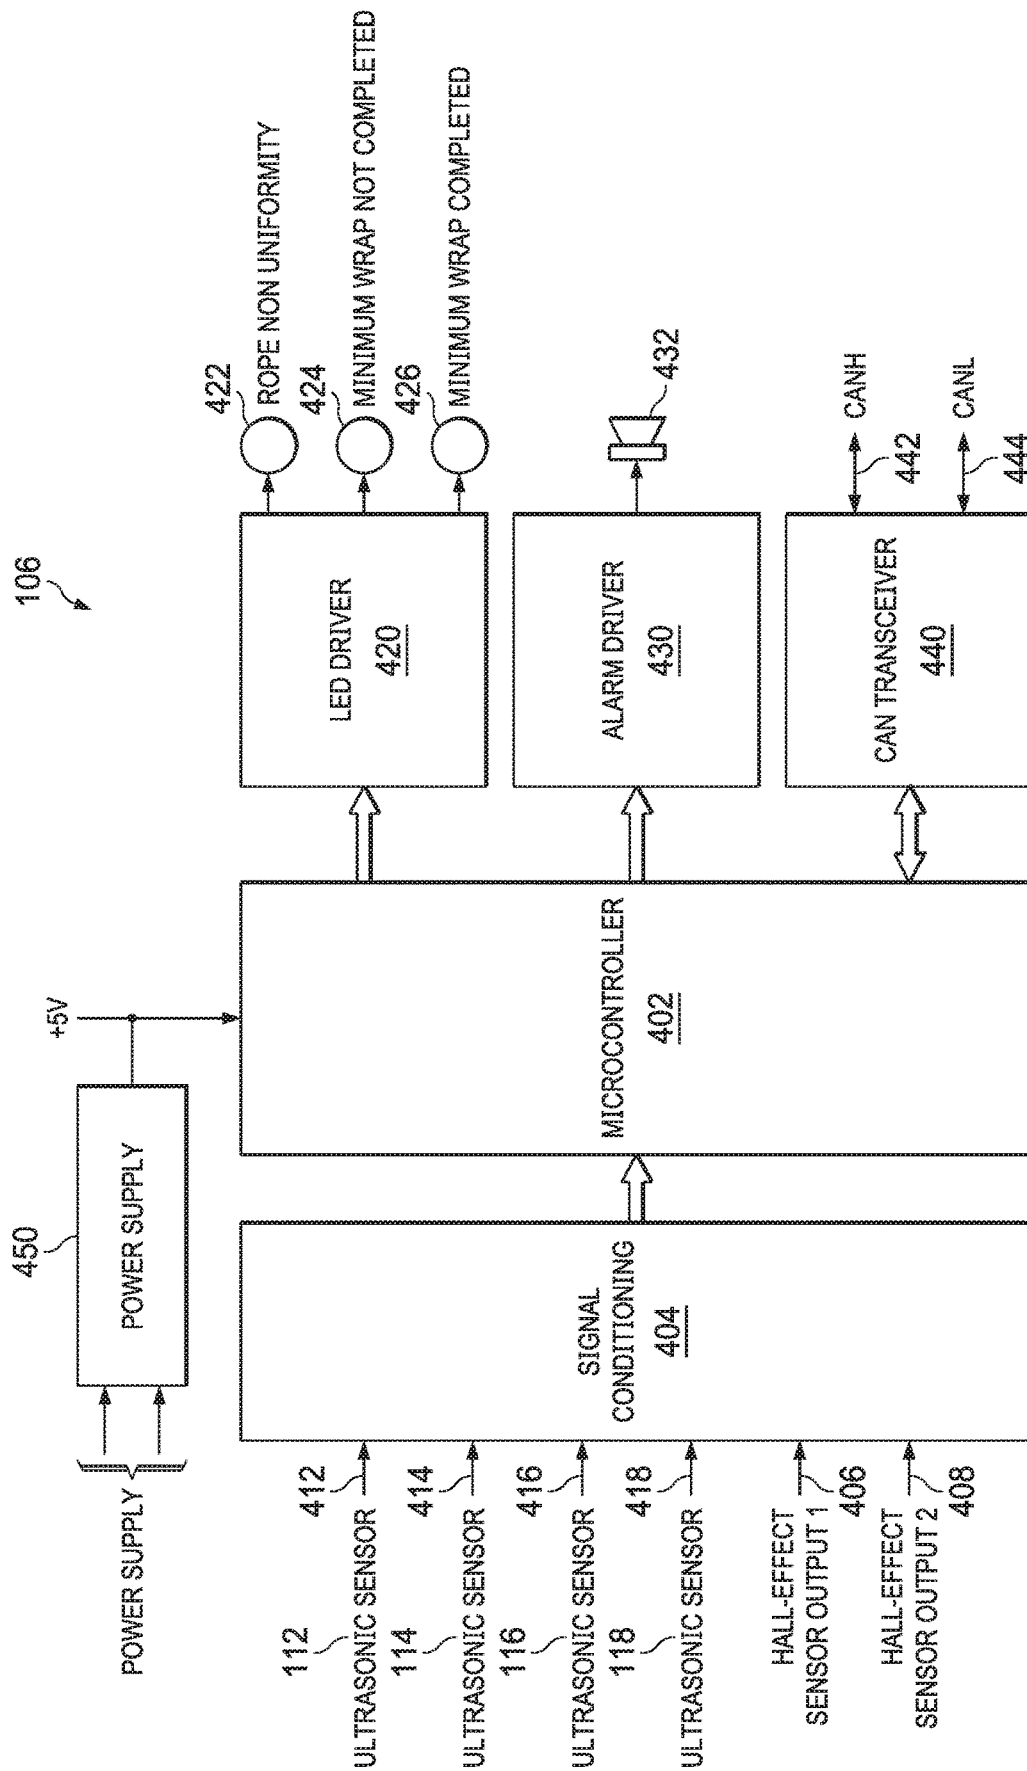 106
POWER SUPPLY
450
POWER SUPPLY
+5V
112
ULTRASONIC SENSOR
412
114
ULTRASONIC SENSOR
414
116
ULTRASONIC SENSOR
416
118
ULTRASONIC SENSOR
418
HALL-EFFECT
SENSOR OUTPUT 1
406
HALL-EFFECT
SENSOR OUTPUT 2
408
SIGNAL
CONDITIONING
404
MICROCONTROLLER
402
LED DRIVER
420
422
ROPE NON UNIFORMITY
424
MINIMUM WRAP NOT COMPLETED
426
MINIMUM WRAP COMPLETED
ALARM DRIVER
430
432
CAN TRANSCEIVER
440
CANH
442
CANL
444